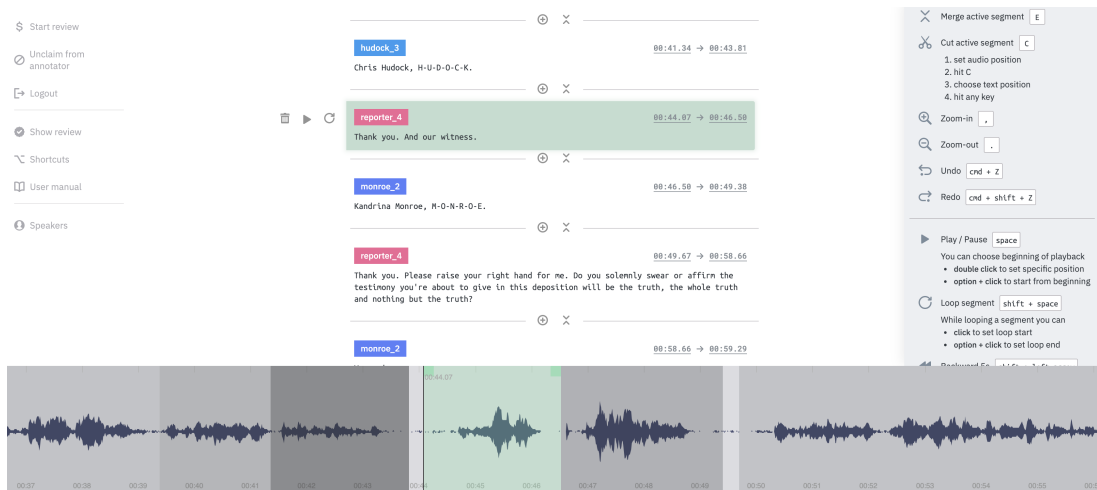 Start review
Unclaim from
annotator
Logout
Show review
Shortcuts
User manual
Speakers
hudock_3
00:41.34 → 00:43.81
Chris Hudock, H-U-D-O-C-K.
reporter_4
00:44.07 → 00:46.50
Thank you. And our witness.
monroe_2
00:46.50 → 00:49.38
Kandrina Monroe, M-O-N-R-O-E.
reporter_4
00:49.67 → 00:58.66
Thank you. Please raise your right hand for me. Do you solemnly swear or affirm the
testimony you're about to give in this deposition will be the truth, the whole truth
and nothing but the truth?
monroe_2
00:58.66 → 00:59.29
Merge active segment E
Cut active segment C
1. set audio position
2. hit C
3. choose text position
4. hit any key
Zoom-in ,
Zoom-out .
Undo cmd + Z
Redo cmd + shift + Z
Play / Pause space
You can choose beginning of playback
• double click to set specific position
• option + click to start from beginning
Loop segment shift + space
While looping a segment you can
• click to set loop start
• option + click to set loop end
00:44.07
00:37 00:38 00:39 00:40 00:41 00:42 00:43 00:44 00:45 00:46 00:47 00:48 00:49 00:50 00:51 00:52 00:53 00:54 00:55